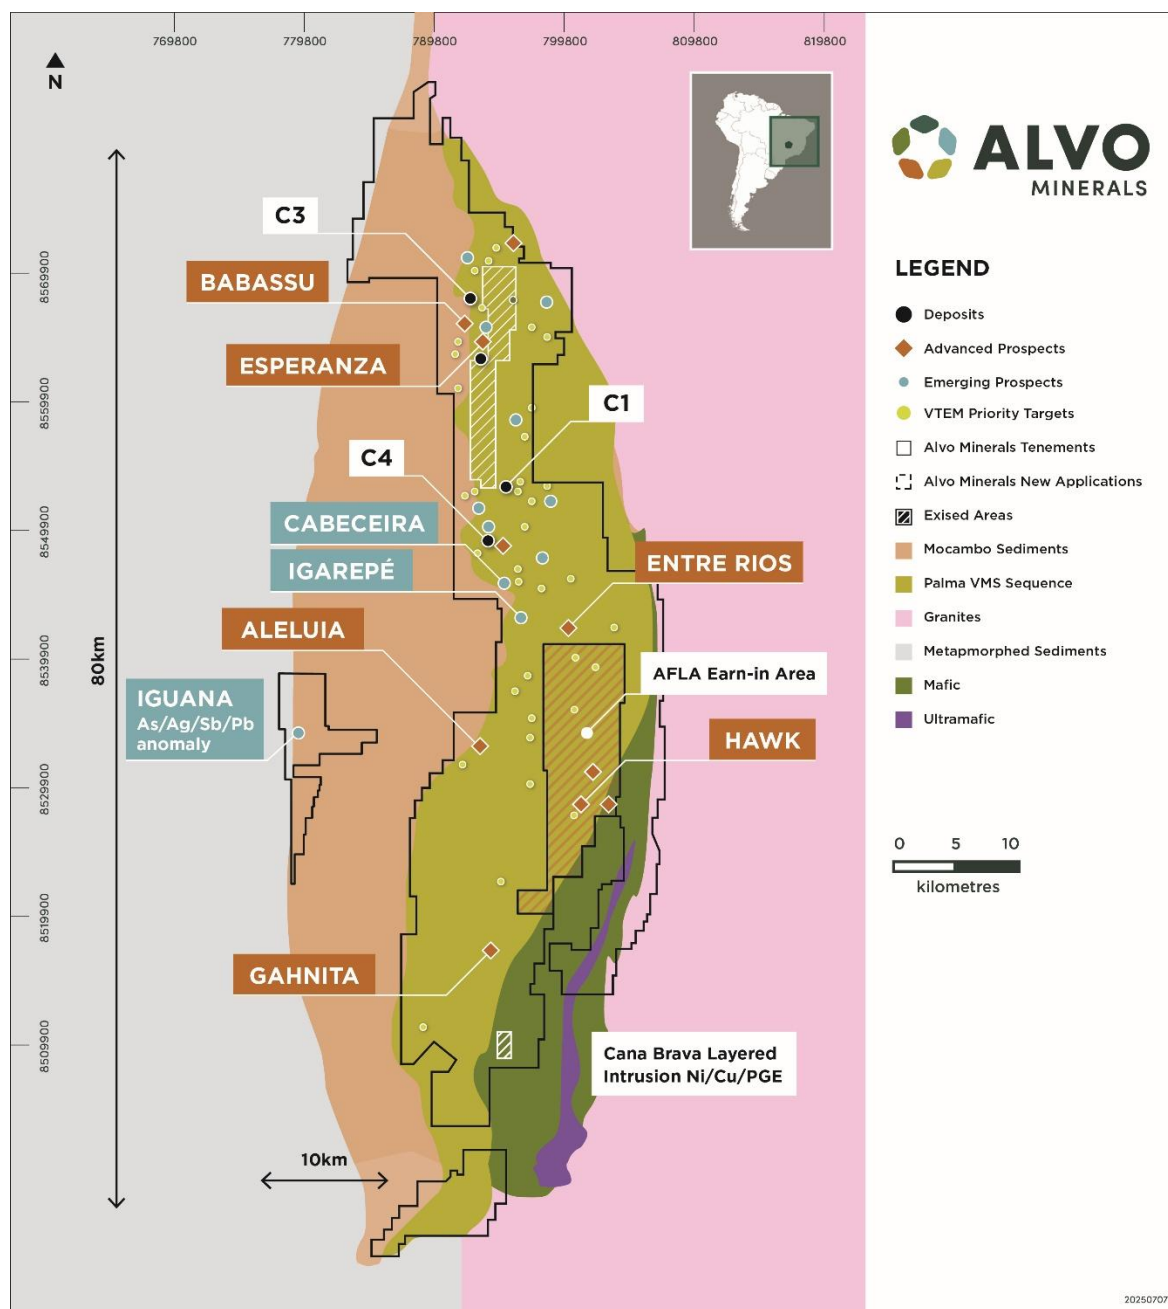 769800
779800
789800
799800
809800
819800
N
8569900
8559900
8549900
8539900
8529900
8519900
8509900
80km
C3
BABASSU
ESPERANZA
C1
C4
CABECEIRA
IGAREPÉ
ENTRE RIOS
ALELUIA
AFLA Earn-in Area
IGUANA
As/Ag/Sb/Pb
anomaly
HAWK
GAHNITA
Cana Brava Layered
Intrusion Ni/Cu/PGE
10km
ALVO
MINERALS
LEGEND
Deposits
Advanced Prospects
Emerging Prospects
VTEM Priority Targets
Alvo Minerals Tenements
Alvo Minerals New Applications
Exised Areas
Mocambo Sediments
Palma VMS Sequence
Granites
Metapmorphed Sediments
Mafic
Ultramafic
0 5 10
kilometres
20250707